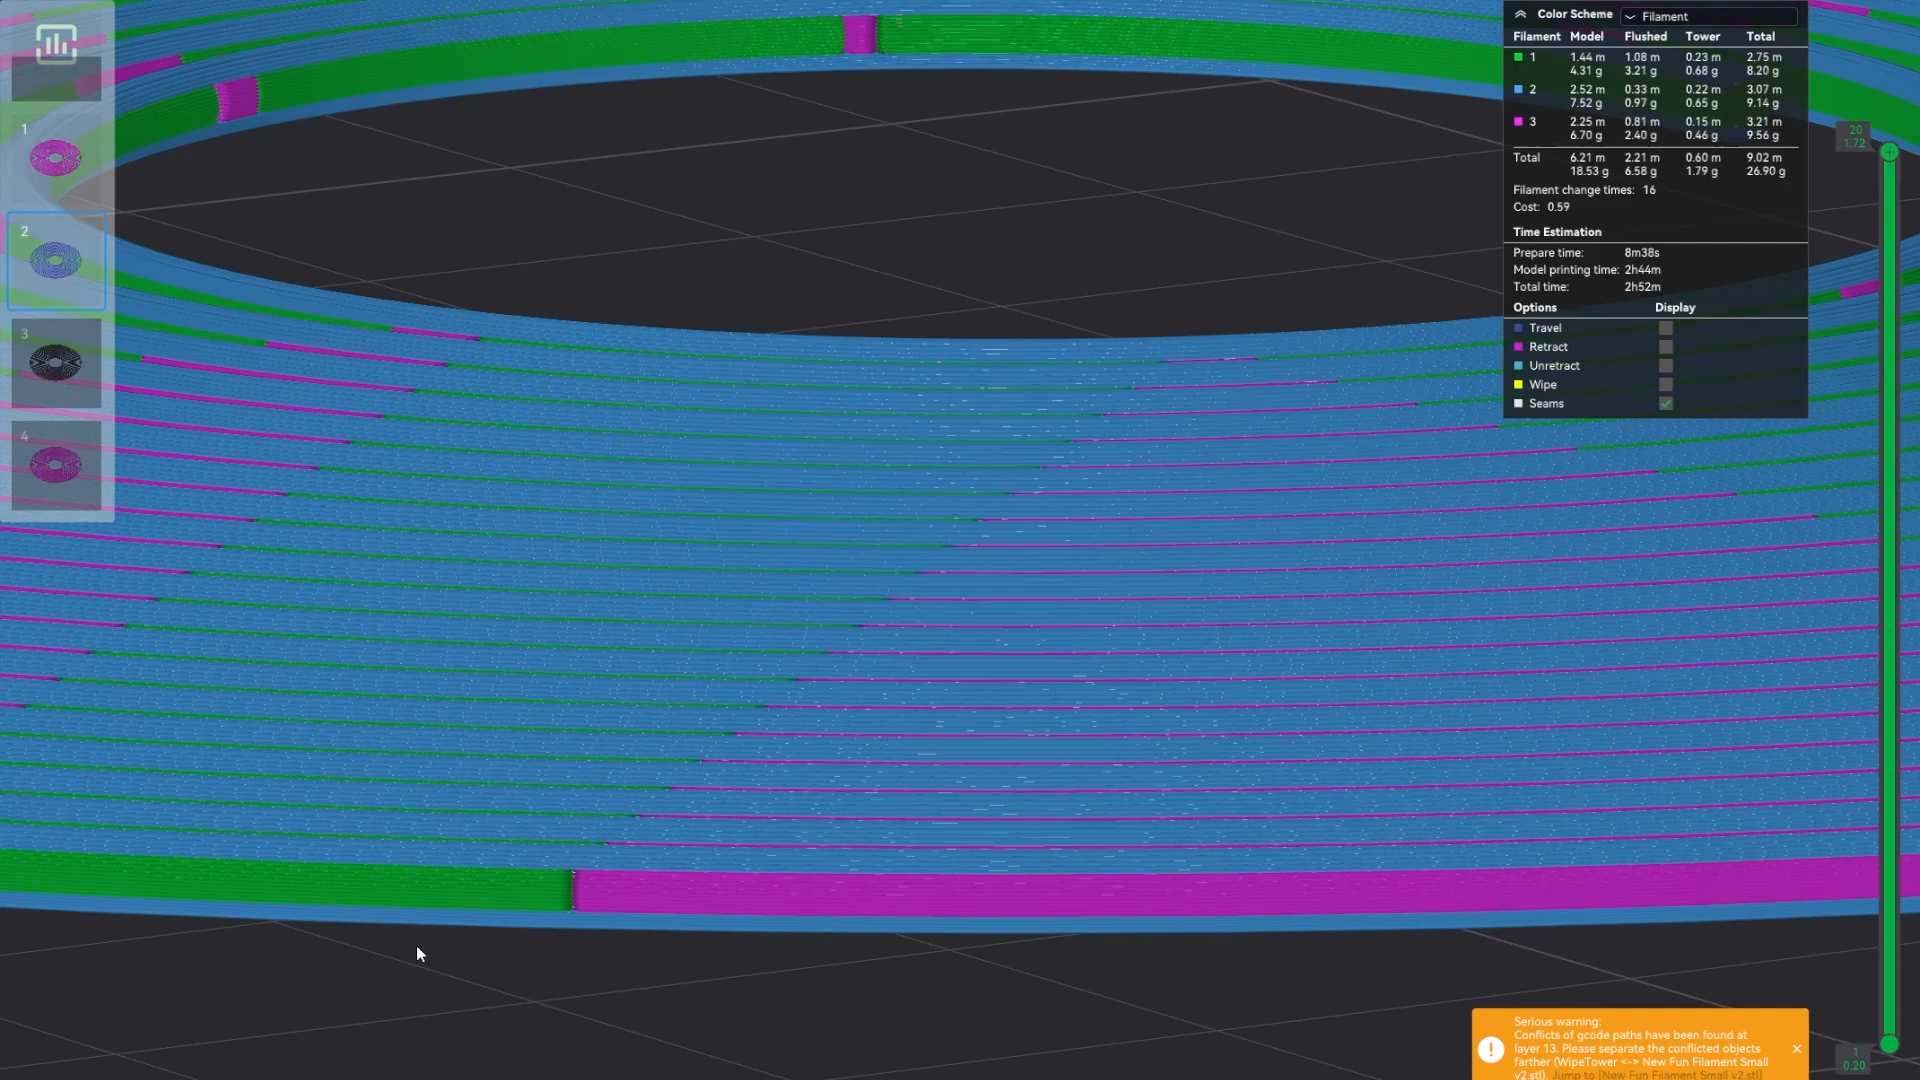 Color Scheme Filament
Filament Model Flushed Tower Total
1 1.44 m 1.08 m 0.23 m 2.75 m
4.31 g 3.21 g 0.68 g 8.20 g
2 2.52 m 0.33 m 0.22 m 3.07 m
7.52 g 0.97 g 0.65 g 9.14 g
3 2.25 m 0.81 m 0.15 m 3.21 m
6.70 g 2.40 g 0.46 g 9.56 g
Total 6.21 m 2.21 m 0.60 m 9.02 m
18.53 g 6.58 g 1.79 g 26.90 g
Filament change times: 16
Cost: 0.59
Time Estimation
Prepare time: 8m38s
Model printing time: 2h44m
Total time: 2h52m
Options Display
Travel
Retract
Unretract
Wipe
Seams
1
2
3
4
20
1.72
1
0.20
Serious warning:
Conflicts of gcode paths have been found at
layer 13. Please separate the conflicted objects
farther (WipeTower <-> New Fun Filament Small
v2.stl). Jump to [New Fun Filament Small v2.stl]